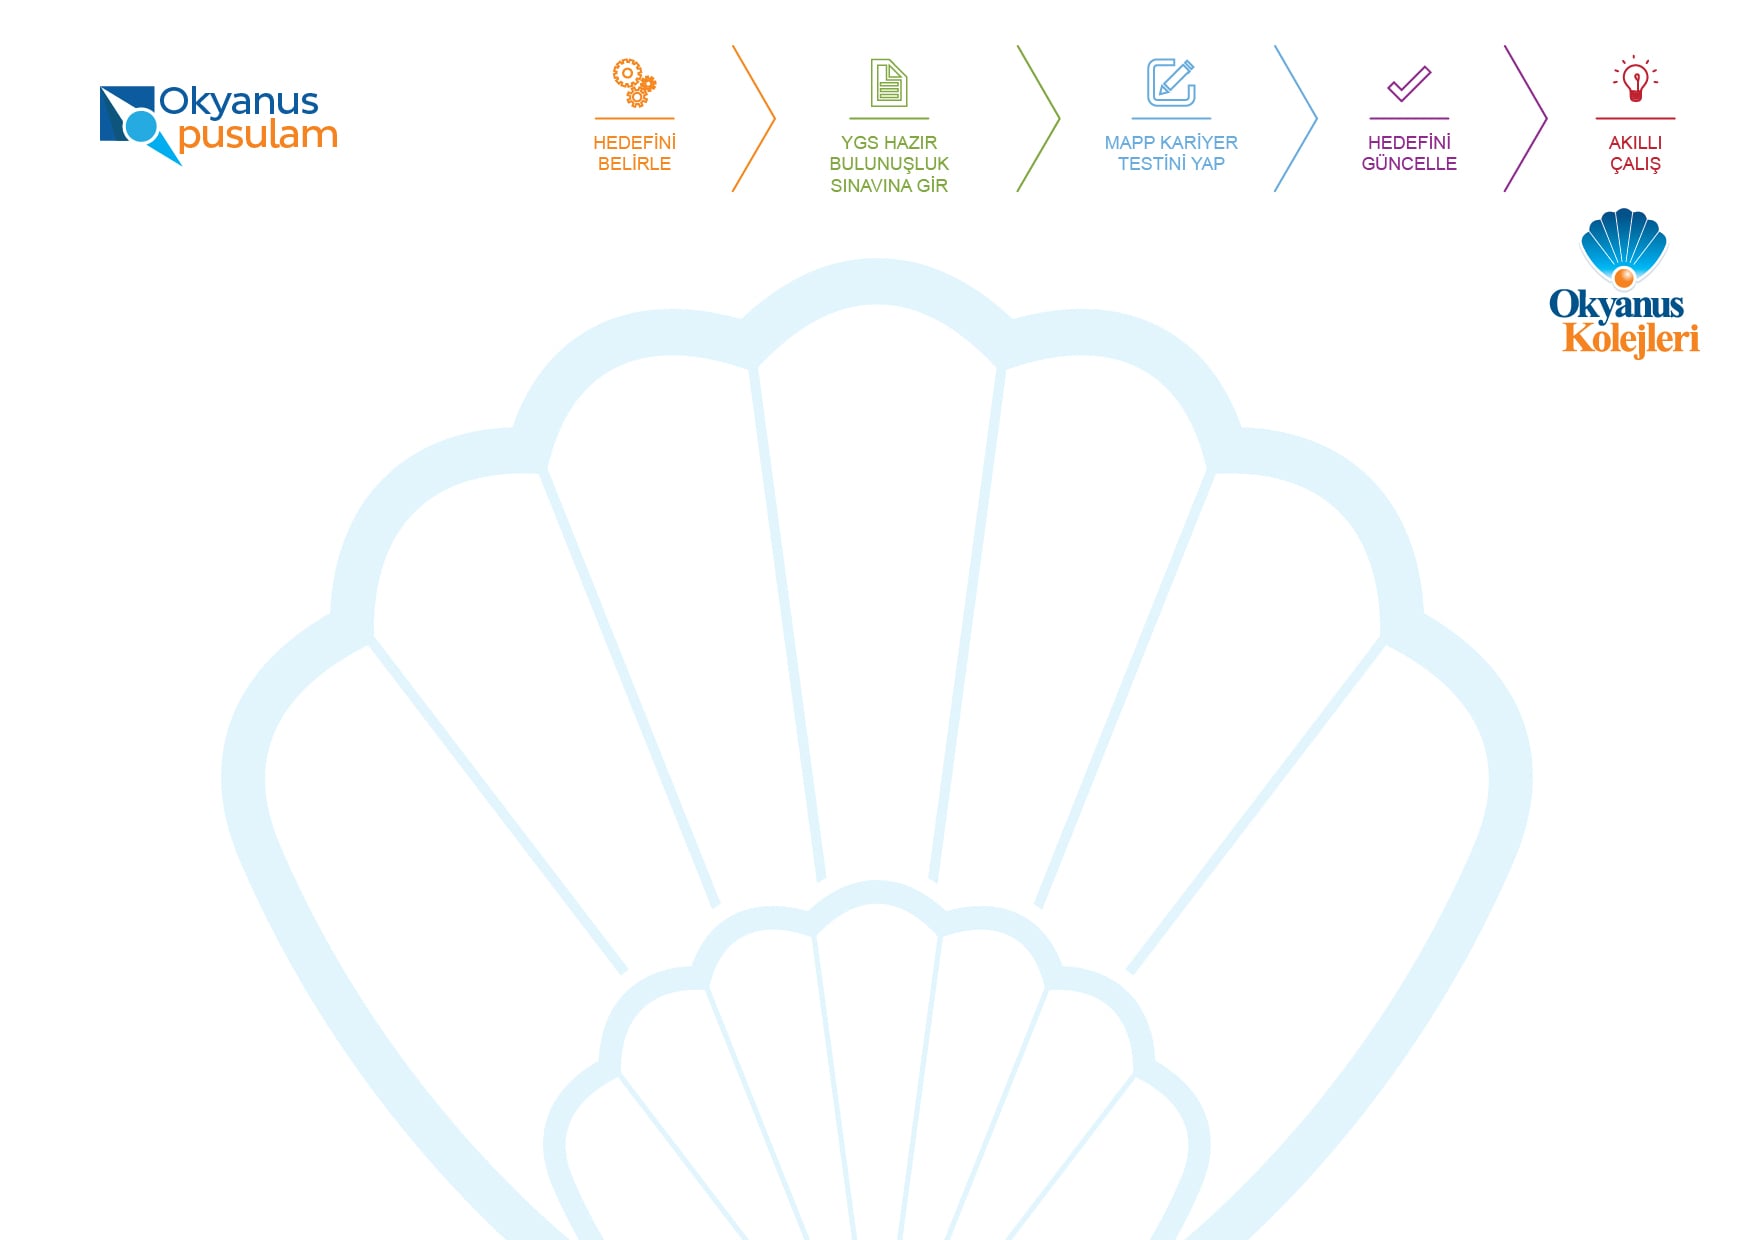 Okyanus
pusulam
HEDEFİNİ
BELİRLE
YGS HAZIR
BULUNUŞLUK
SINAVINA GİR
MAPP KARİYER
TESTİNİ YAP
HEDEFİNİ
GÜNCELLE
AKILLI
ÇALIŞ
Okyanus
Kolejleri